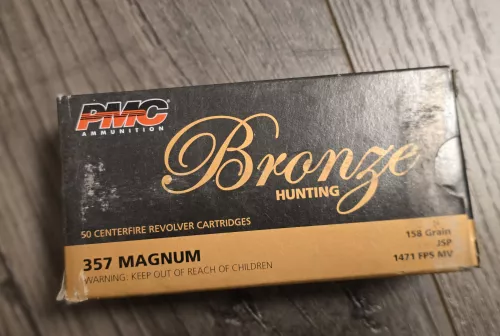 PMC®
AMMUNITION
Bronze
HUNTING
50 CENTERFIRE REVOLVER CARTRIDGES
357 MAGNUM
WARNING: KEEP OUT OF REACH OF CHILDREN
158 Grain
JSP
1471 FPS MV